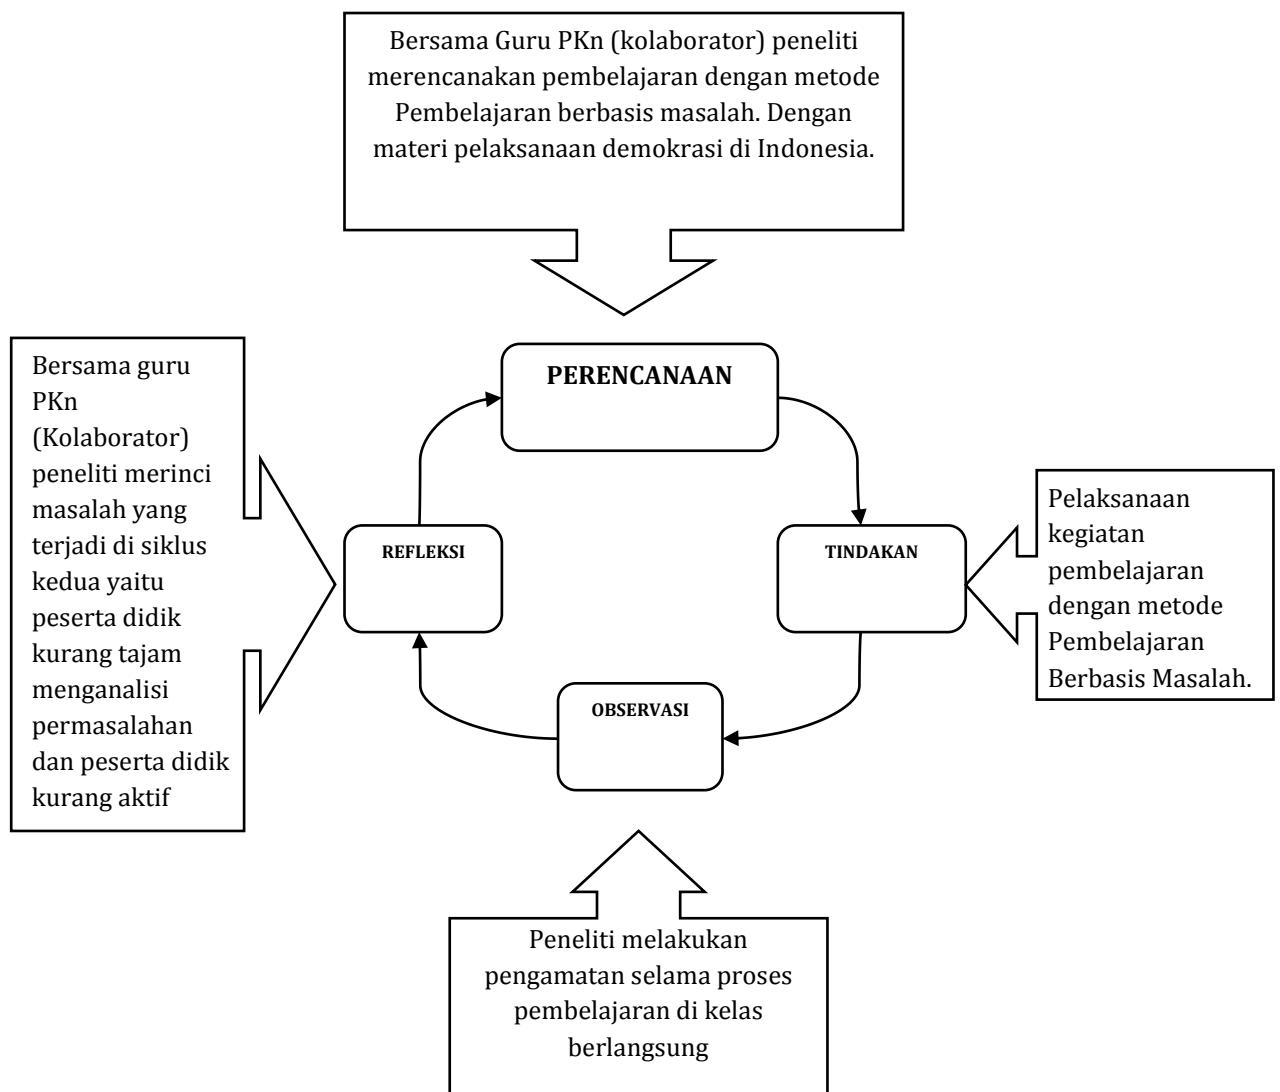 Bersama Guru PKn (kolaborator) peneliti
merencanakan pembelajaran dengan metode
Pembelajaran berbasis masalah. Dengan
materi pelaksanaan demokrasi di Indonesia.
PERENCANAAN
Bersama guru
PKn
(Kolaborator)
peneliti merinci
masalah yang
terjadi di siklus
kedua yaitu
peserta didik
kurang tajam
menganalisi
permasalahan
dan peserta didik
kurang aktif
REFLEKSI
TINDAKAN
Pelaksanaan
kegiatan
pembelajaran
dengan metode
Pembelajaran
Berbasis Masalah.
OBSERVASI
Peneliti melakukan
pengamatan selama proses
pembelajaran di kelas
berlangsung